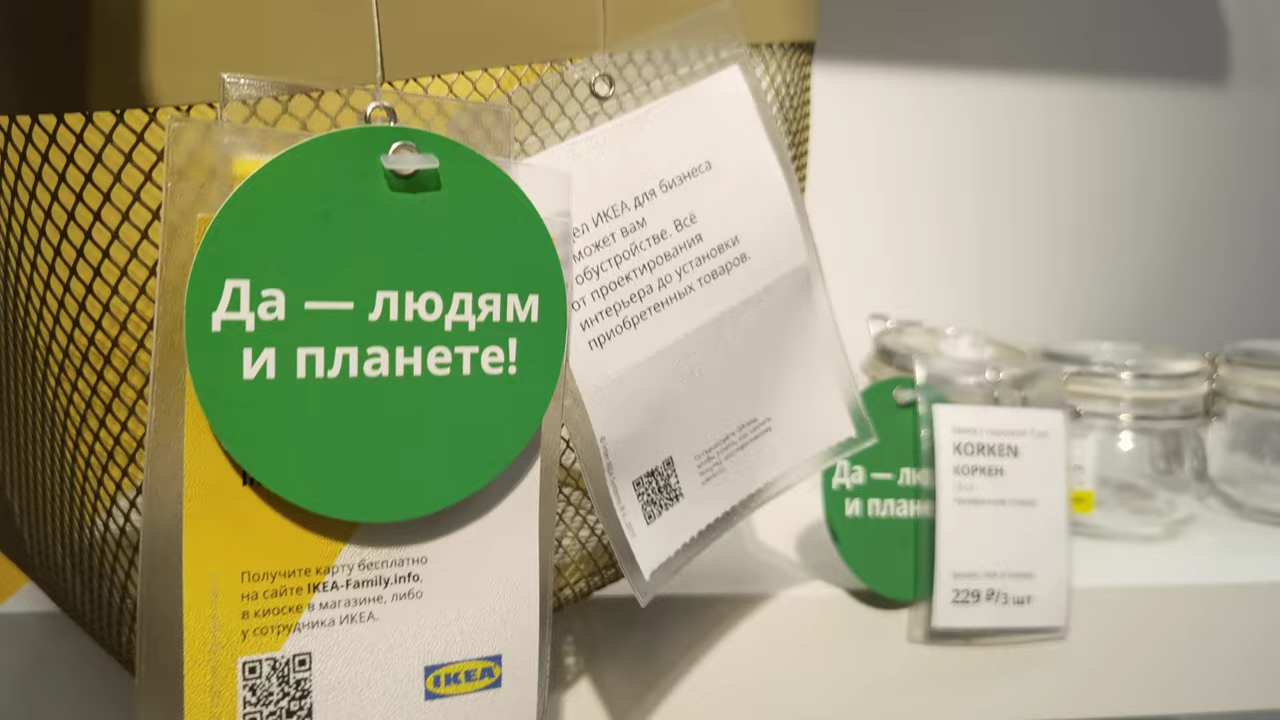 Да — людям
и планете!
Получите карту бесплатно
на сайте IKEA-Family.info,
в киоске в магазине, либо
у сотрудника ИКЕА.
IKEA
ел ИКЕА для бизнеса
может вам
обустройстве. Всё
от проектирования
интерьера до установки
приобретенных товаров.
Да — лю
и плане
KORKEN
КОРКЕН
229 ₽/3 шт